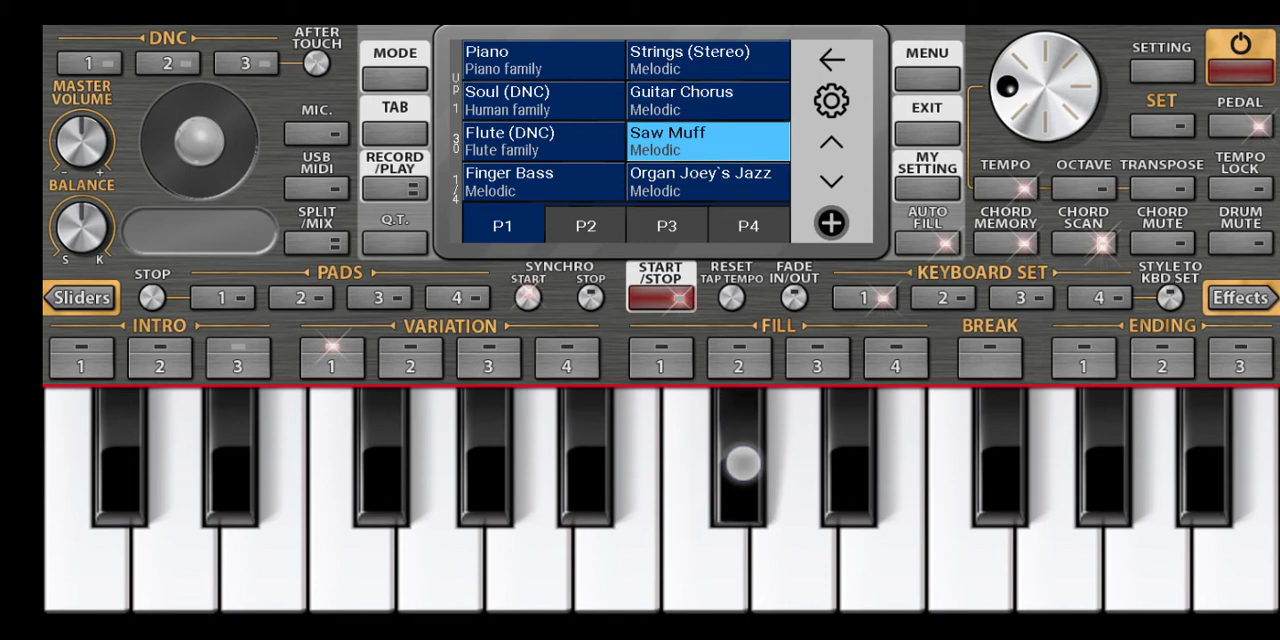 DNC
AFTER
TOUCH
1
2
3
MASTER
VOLUME
- +
BALANCE
S K
MIC.
USB
MIDI
SPLIT
/MIX
MODE
TAB
RECORD
/PLAY
Q.T.
UP 1
30
1/4
Piano
Piano family
Strings (Stereo)
Melodic
Soul (DNC)
Human family
Guitar Chorus
Melodic
Flute (DNC)
Flute family
Saw Muff
Melodic
Finger Bass
Melodic
Organ Joey`s Jazz
Melodic
P1
P2
P3
P4
MENU
EXIT
MY
SETTING
AUTO
FILL
SETTING
SET
PEDAL
TEMPO
OCTAVE
TRANSPOSE
TEMPO
LOCK
CHORD
MEMORY
CHORD
SCAN
CHORD
MUTE
DRUM
MUTE
Sliders
STOP
PADS
1
2
3
4
SYNCHRO
START
STOP
START
/STOP
RESET
TAP TEMPO
FADE
IN/OUT
KEYBOARD SET
1
2
3
4
STYLE TO
KBD SET
Effects
INTRO
1
2
3
VARIATION
1
2
3
4
FILL
1
2
3
4
BREAK
ENDING
1
2
3